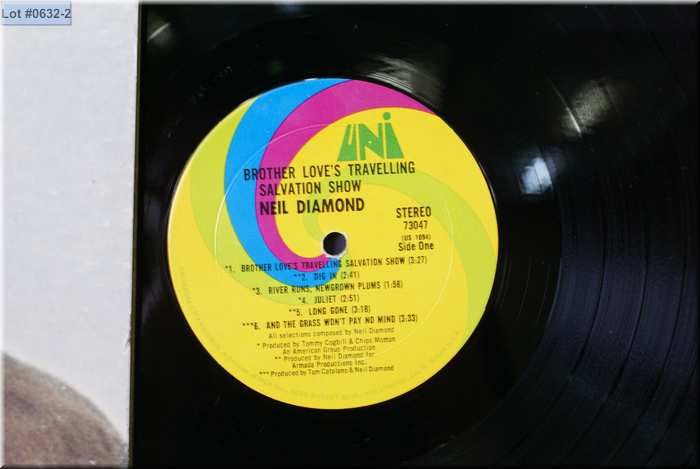 Lot #0632-2
UNI
BROTHER LOVE'S TRAVELLING
SALVATION SHOW
NEIL DIAMOND
STEREO
73047
(US 1094)
Side One
*1. BROTHER LOVE'S TRAVELLING SALVATION SHOW (3:27)
**2. DIG IN (2:41)
*3. RIVER RUNS, NEWGROWN PLUMS (1:58)
*4. JULIET (2:51)
**5. LONG GONE (3:18)
***6. AND THE GRASS WON'T PAY NO MIND (3:33)
All selections composed by Neil Diamond
* Produced by Tommy Cogbill & Chips Moman
An American Group Production
** Produced by Neil Diamond for
Armada Productions Inc.
*** Produced by Tom Catalano & Neil Diamond